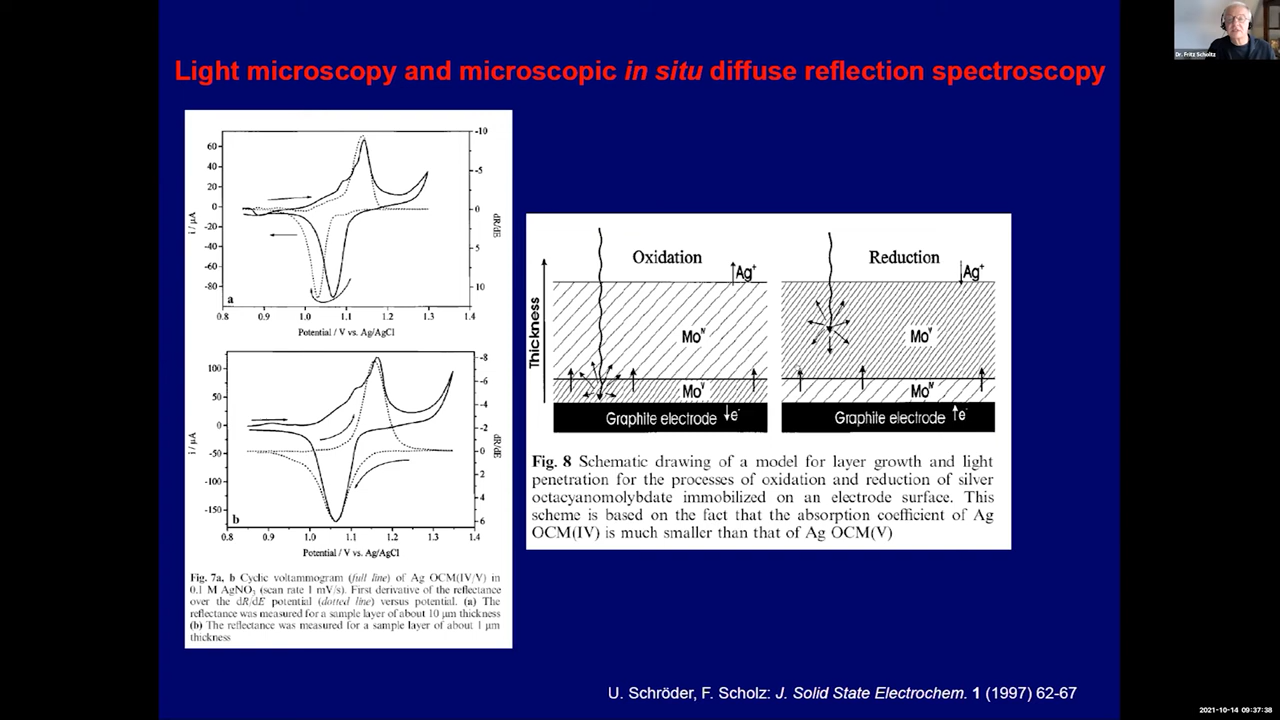 Dr. Fritz Scholtz
Light microscopy and microscopic in situ diffuse reflection spectroscopy
60
40
20
0
-20
-40
-60
-80
i / µA
-10
-5
0
5
10
dR/dE
a
0.8 0.9 1.0 1.1 1.2 1.3 1.4
Potential / V vs. Ag/AgCl
100
50
0
-50
-100
-150
i / µA
-8
-6
-4
-2
0
2
4
6
dR/dE
b
0.8 0.9 1.0 1.1 1.2 1.3 1.4
Potential / V vs. Ag/AgCl
Fig. 7a, b Cyclic voltammogram (full line) of Ag OCM(IV/V) in
0.1 M AgNO₃ (scan rate 1 mV/s). First derivative of the reflectance
over the dR/dE potential (dotted line) versus potential. (a) The
reflectance was measured for a sample layer of about 10 µm thickness
(b) The reflectance was measured for a sample layer of about 1 µm
thickness
Thickness
Oxidation
Ag⁺
Mo^IV
Mo^V
Graphite electrode e⁻
Reduction
Ag⁺
Mo^V
Mo^IV
Graphite electrode e⁻
Fig. 8 Schematic drawing of a model for layer growth and light
penetration for the processes of oxidation and reduction of silver
octacyanomolybdate immobilized on an electrode surface. This
scheme is based on the fact that the absorption coefficient of Ag
OCM(IV) is much smaller than that of Ag OCM(V)
U. Schröder, F. Scholz: J. Solid State Electrochem. 1 (1997) 62-67
2021-10-14 09:37:38